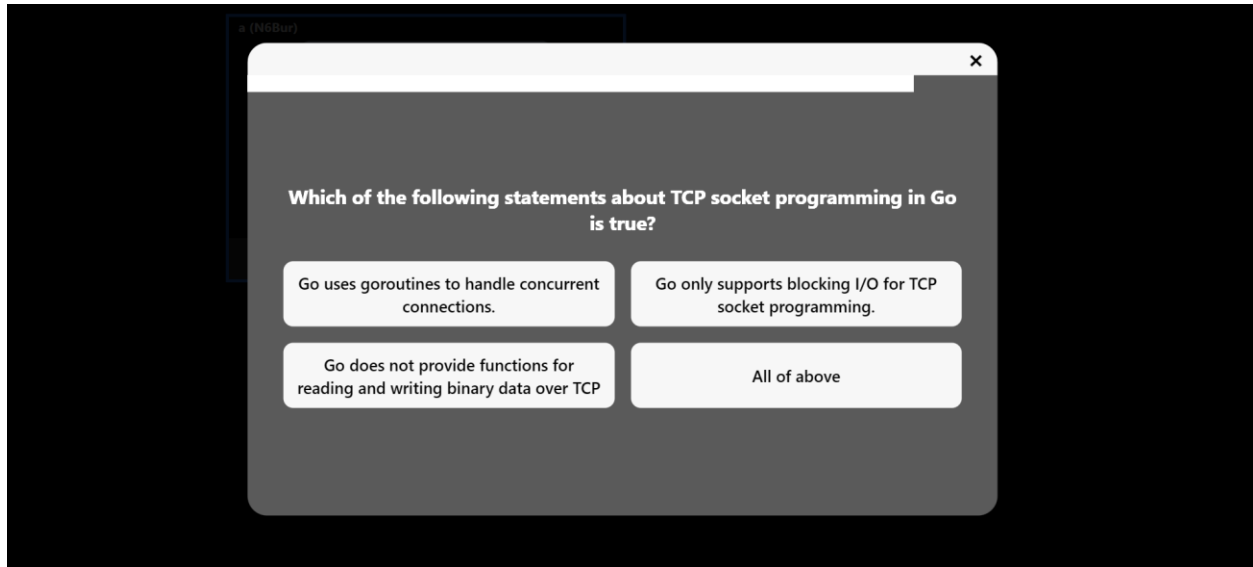 a (N6Bur)
×
Which of the following statements about TCP socket programming in Go
is true?
Go uses goroutines to handle concurrent
connections.
Go only supports blocking I/O for TCP
socket programming.
Go does not provide functions for
reading and writing binary data over TCP
All of above